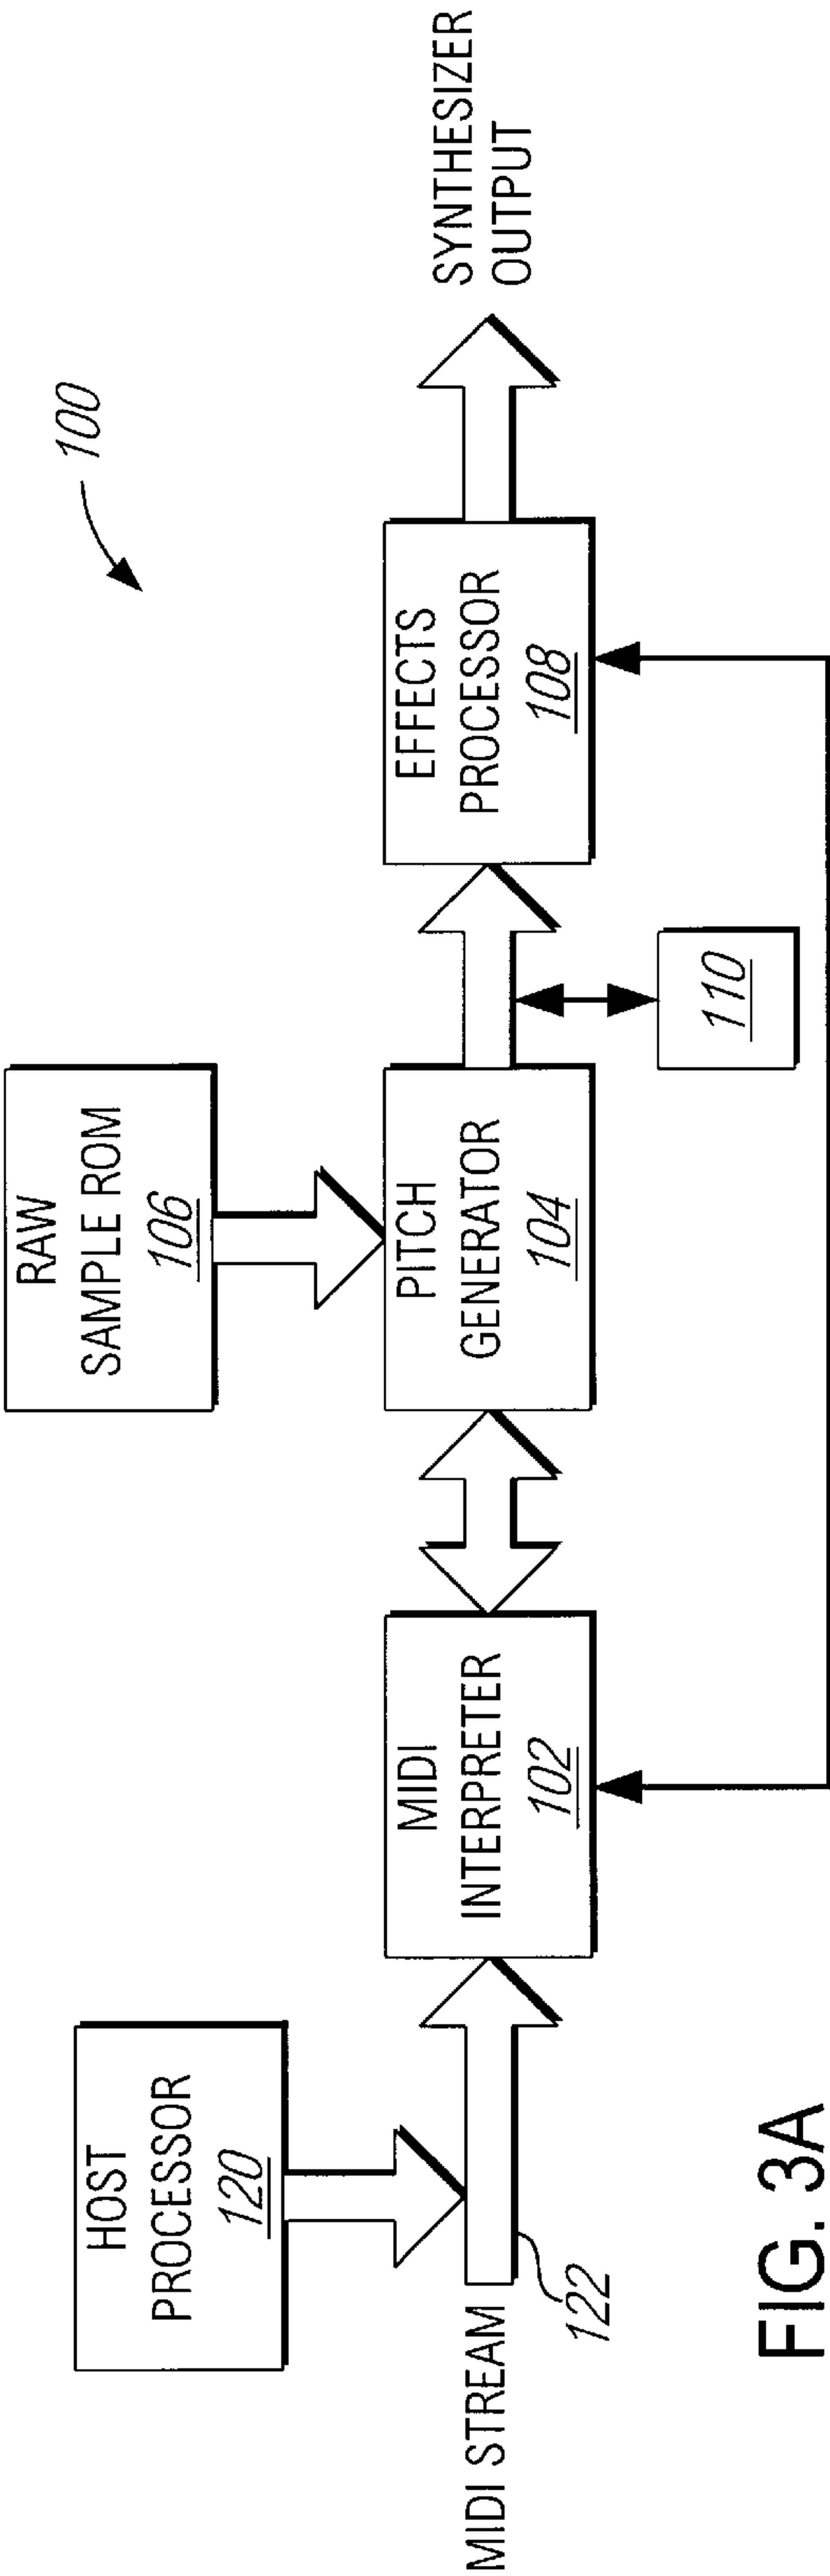 100
RAW
SAMPLE ROM
106
HOST
PROCESSOR
120
MIDI STREAM
122
MIDI
INTERPRETER
102
PITCH
GENERATOR
104
110
EFFECTS
PROCESSOR
108
SYNTHESIZER
OUTPUT
FIG. 3A